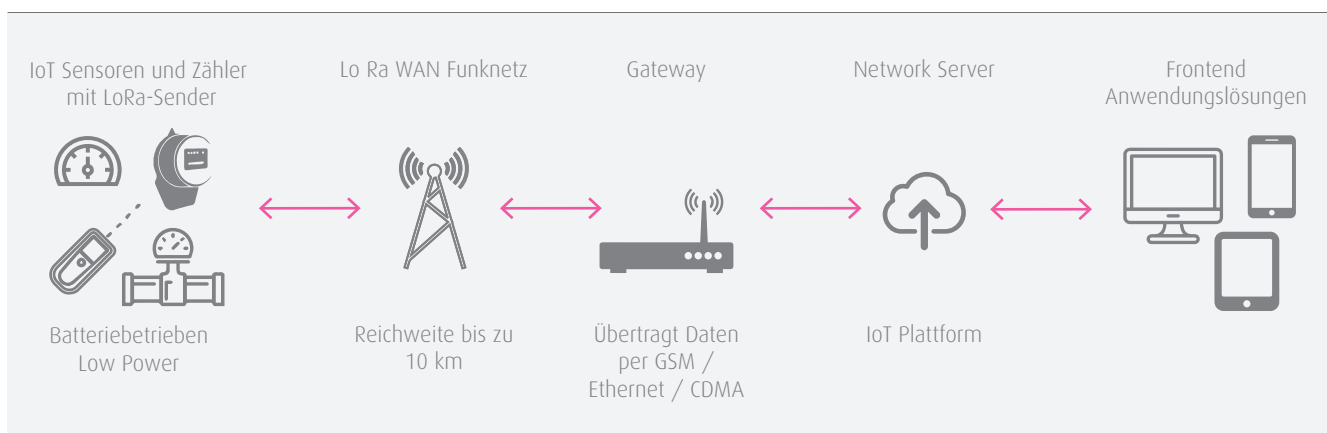 IoT Sensoren und Zähler
mit LoRa-Sender
Lo Ra WAN Funknetz
Gateway
Network Server
Frontend
Anwendungslösungen
Batteriebetrieben
Low Power
Reichweite bis zu
10 km
Übertragt Daten
per GSM /
Ethernet / CDMA
IoT Plattform